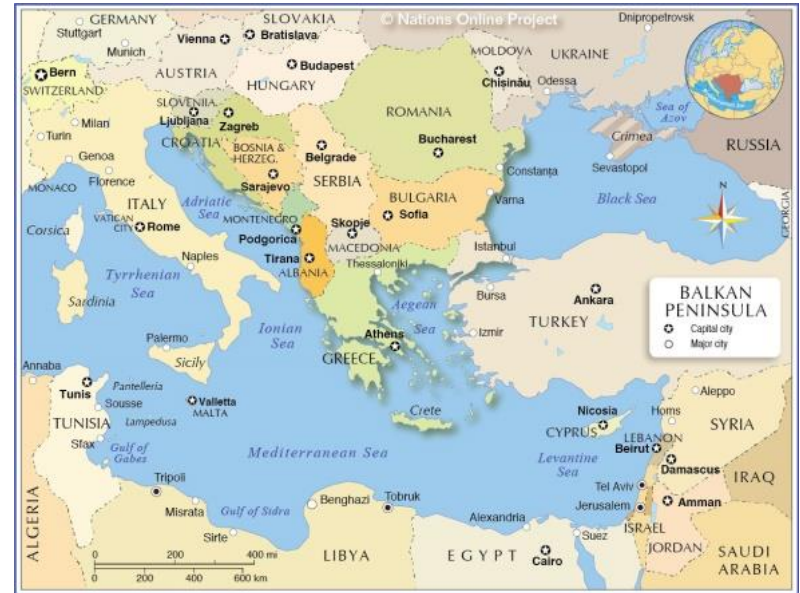 © Nations Online Project
GERMANY
Stuttgart
Munich
SLOVAKIA
Vienna
Bratislava
Dnipropetrovsk
Bern
SWITZERLAND
AUSTRIA
Budapest
HUNGARY
MOLDOVA
Chișinău
UKRAINE
Odessa
Milan
Turin
SLOVENIA
Ljubljana
Zagreb
CROATIA
ROMANIA
Bucharest
Sea of
Azov
Crimea
RUSSIA
Genoa
MONACO
Florence
BOSNIA &
HERZEG.
Sarajevo
Belgrade
SERBIA
Constanța
Sevastopol
ITALY
Adriatic
Sea
VATICAN
CITY
Rome
Corsica
MONTENEGRO
Podgorica
Skopje
MACEDONIA
BULGARIA
Sofia
Varna
Black Sea
N
GEORGIA
Naples
Tirana
ALBANIA
Thessaloniki
Istanbul
Bursa
Ankara
Tyrrhenian
Sea
Sardinia
Ionian
Sea
Aegean
Sea
Izmir
TURKEY
BALKAN
PENINSULA
Capital city
Major city
Palermo
Sicily
Athens
GREECE
Annaba
Tunis
Pantelleria
Sousse
Lampedusa
TUNISIA
Sfax
Valletta
MALTA
Crete
Nicosia
CYPRUS
Aleppo
Homs
SYRIA
LEBANON
Beirut
Damascus
Gulf of
Gabes
Mediterranean Sea
Levantine
Sea
IRAQ
Tripoli
Misrata
Gulf of Sidra
Sirte
Benghazi
Tobruk
Tel Aviv
Jerusalem
Amman
ISRAEL
JORDAN
ALGERIA
LIBYA
Alexandria
EGYPT
Cairo
Suez
SAUDI
ARABIA
0 200 400 mi
0 200 400 600 km